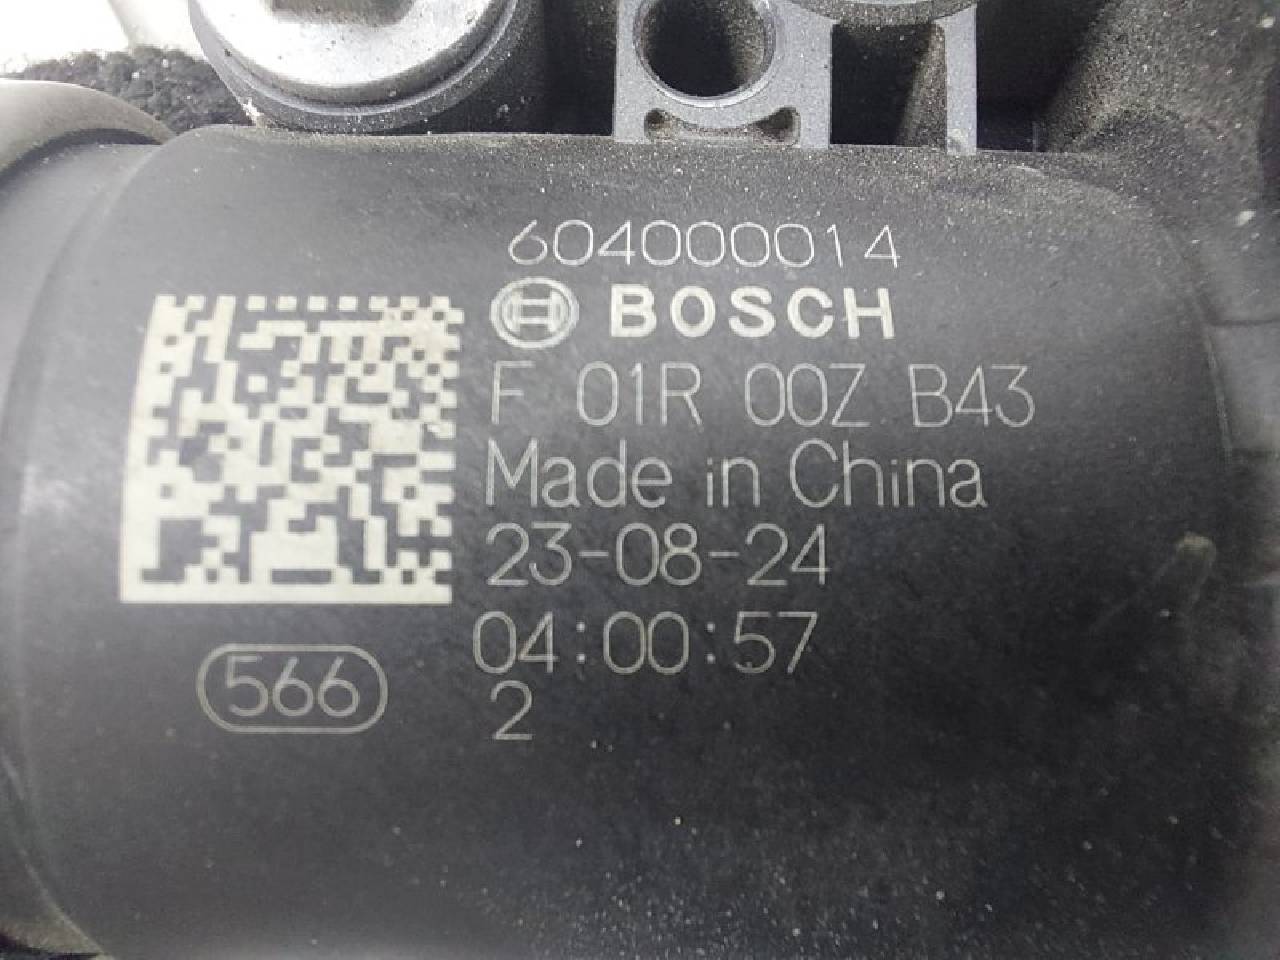 604000014
BOSCH
F 01R 00Z B43
Made in China
23-08-24
04:00:57
566
2